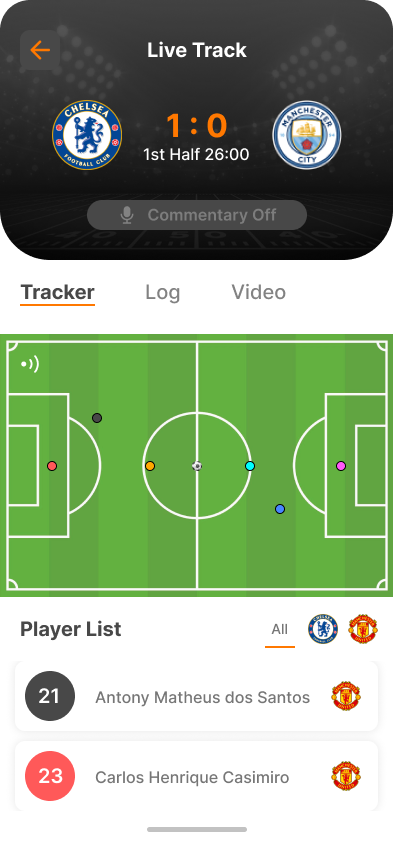 Live Track
CHELSEA
FOOTBALL CLUB
1 : 0
MANCHESTER
CITY
1st Half 26:00
Commentary Off
Tracker
Log
Video
Player List
All
21
Antony Matheus dos Santos
23
Carlos Henrique Casimiro